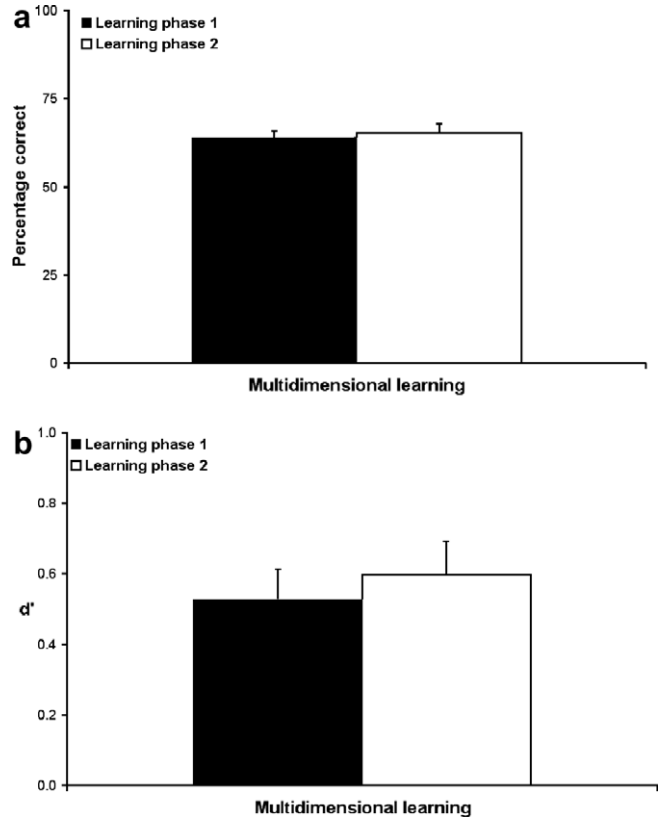 a
100
Learning phase 1
Learning phase 2
75
Percentage correct
50
25
0
Multidimensional learning
b
1.0
Learning phase 1
Learning phase 2
0.8
0.6
d'
0.4
0.2
0.0
Multidimensional learning